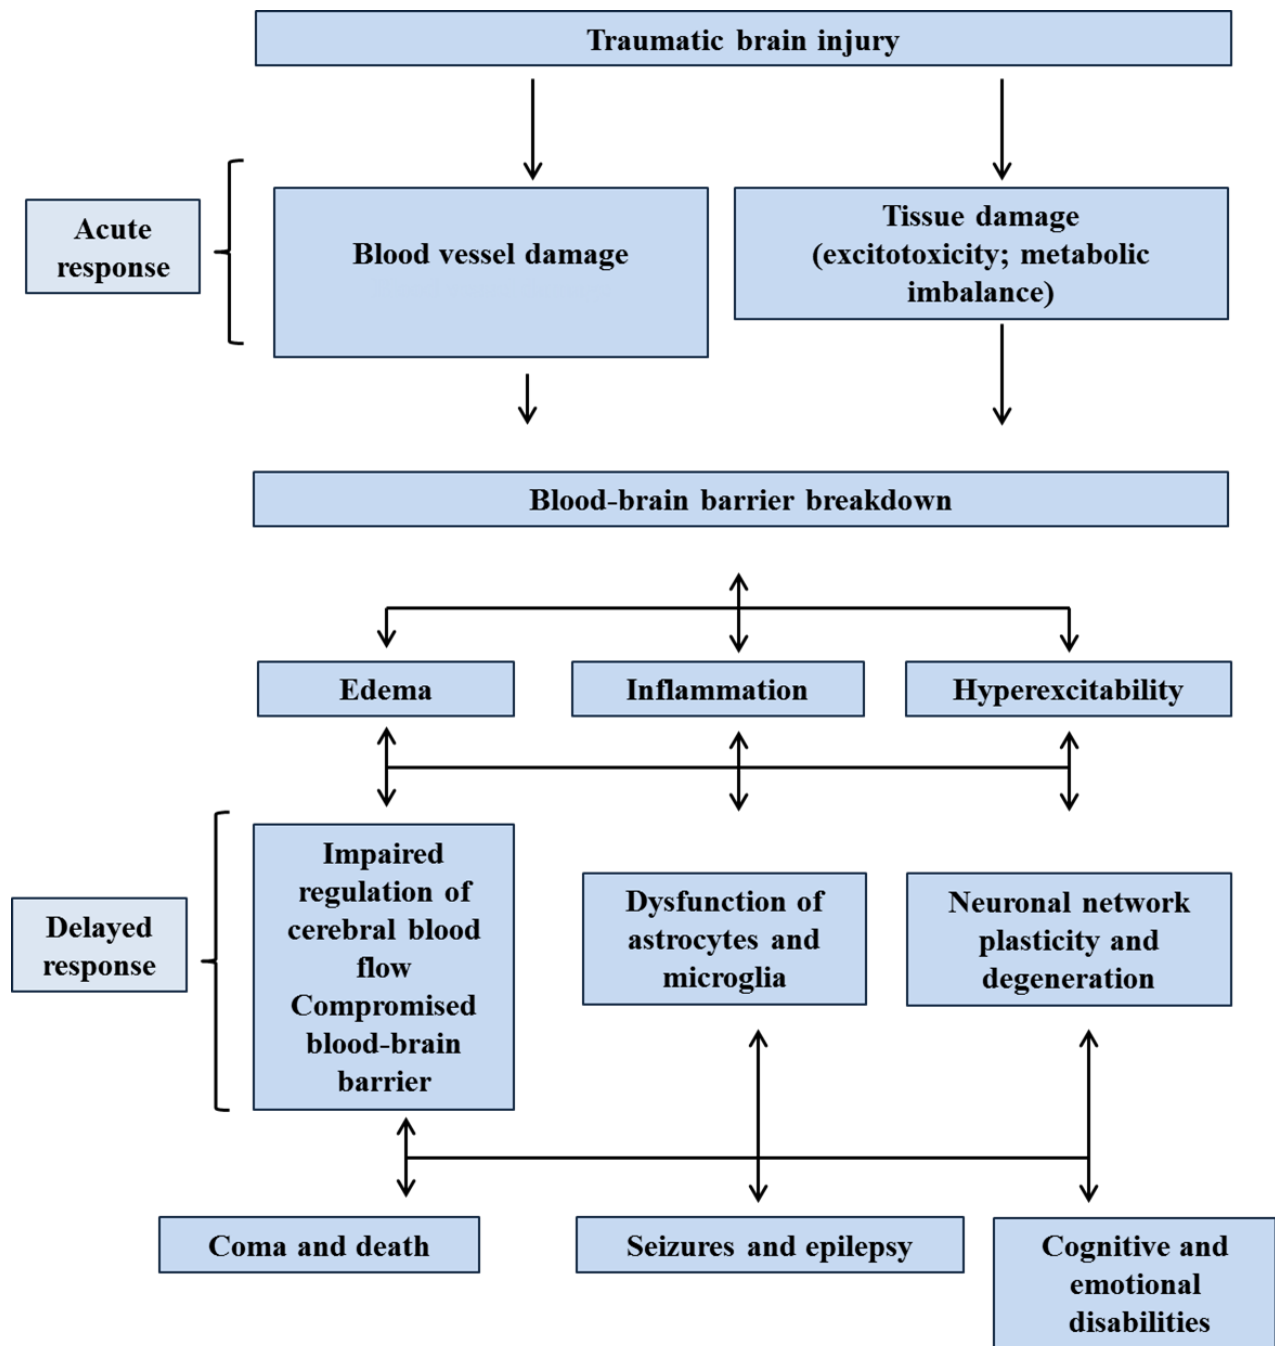 Traumatic brain injury
Acute
response
Blood vessel damage
Tissue damage
(excitotoxicity; metabolic
imbalance)
Blood-brain barrier breakdown
Edema
Inflammation
Hyperexcitability
Delayed
response
Impaired
regulation of
cerebral blood
flow
Compromised
blood-brain
barrier
Dysfunction of
astrocytes and
microglia
Neuronal network
plasticity and
degeneration
Coma and death
Seizures and epilepsy
Cognitive and
emotional
disabilities